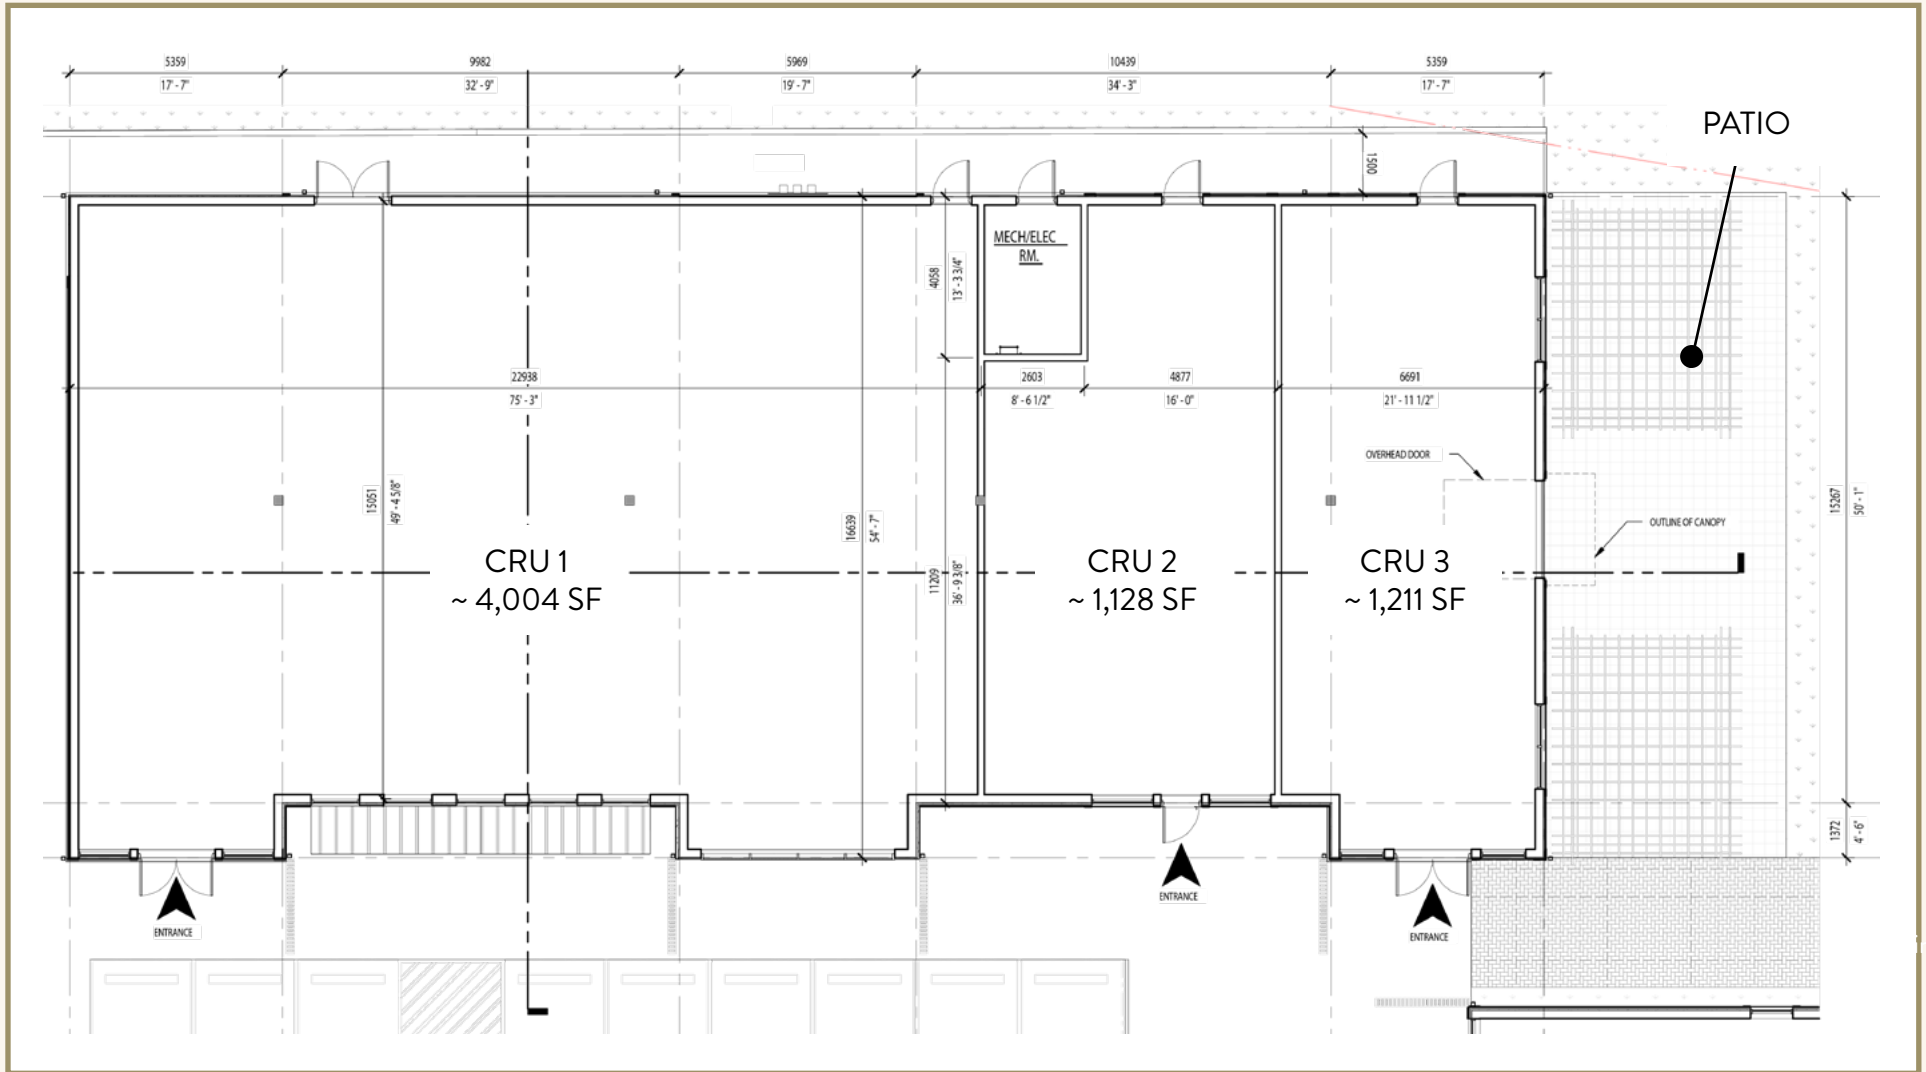 5359
9982
5969
10439
5359
17' - 7"
32' - 9"
19' - 7"
34' - 3"
17' - 7"
PATIO
1500
MECH/ELEC
RM.
4058
13' - 3 3/4"
22938
75' - 3"
2603
8' - 6 1/2"
4877
16' - 0"
6691
21' - 11 1/2"
OVERHEAD DOOR
OUTLINE OF CANOPY
15051
49' - 4 5/8"
16639
54' - 7"
11209
36' - 9 3/8"
15267
50' - 1"
CRU 1
~ 4,004 SF
CRU 2
~ 1,128 SF
CRU 3
~ 1,211 SF
1372
4' - 6"
ENTRANCE
ENTRANCE
ENTRANCE